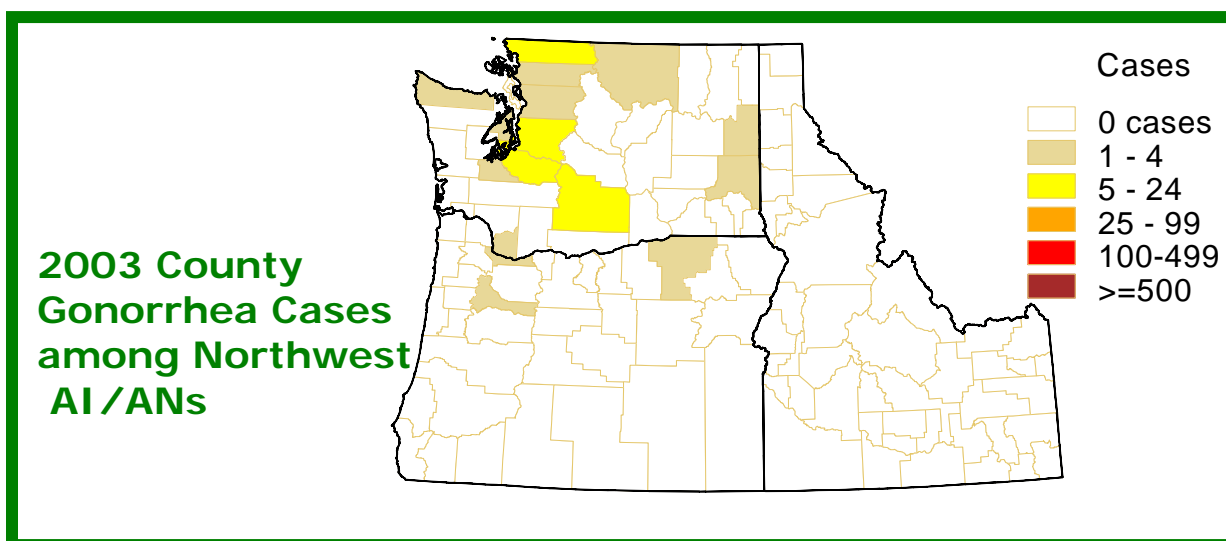 2003 County
Gonorrhea Cases
among Northwest
AI/ANs
Cases
0 cases
1 - 4
5 - 24
25 - 99
100-499
>=500